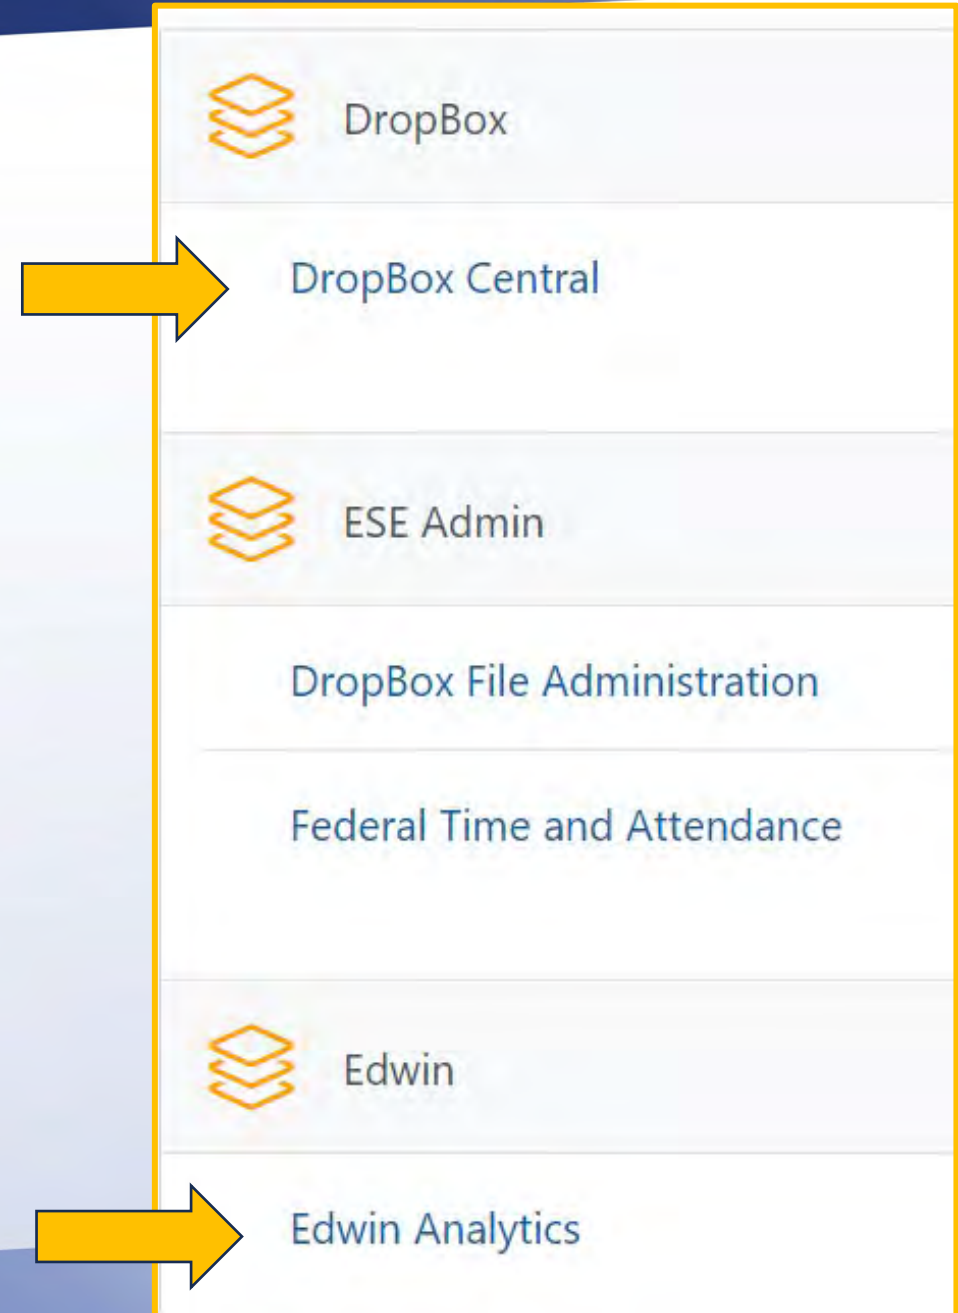 DropBox
DropBox Central
ESE Admin
DropBox File Administration
Federal Time and Attendance
Edwin
Edwin Analytics